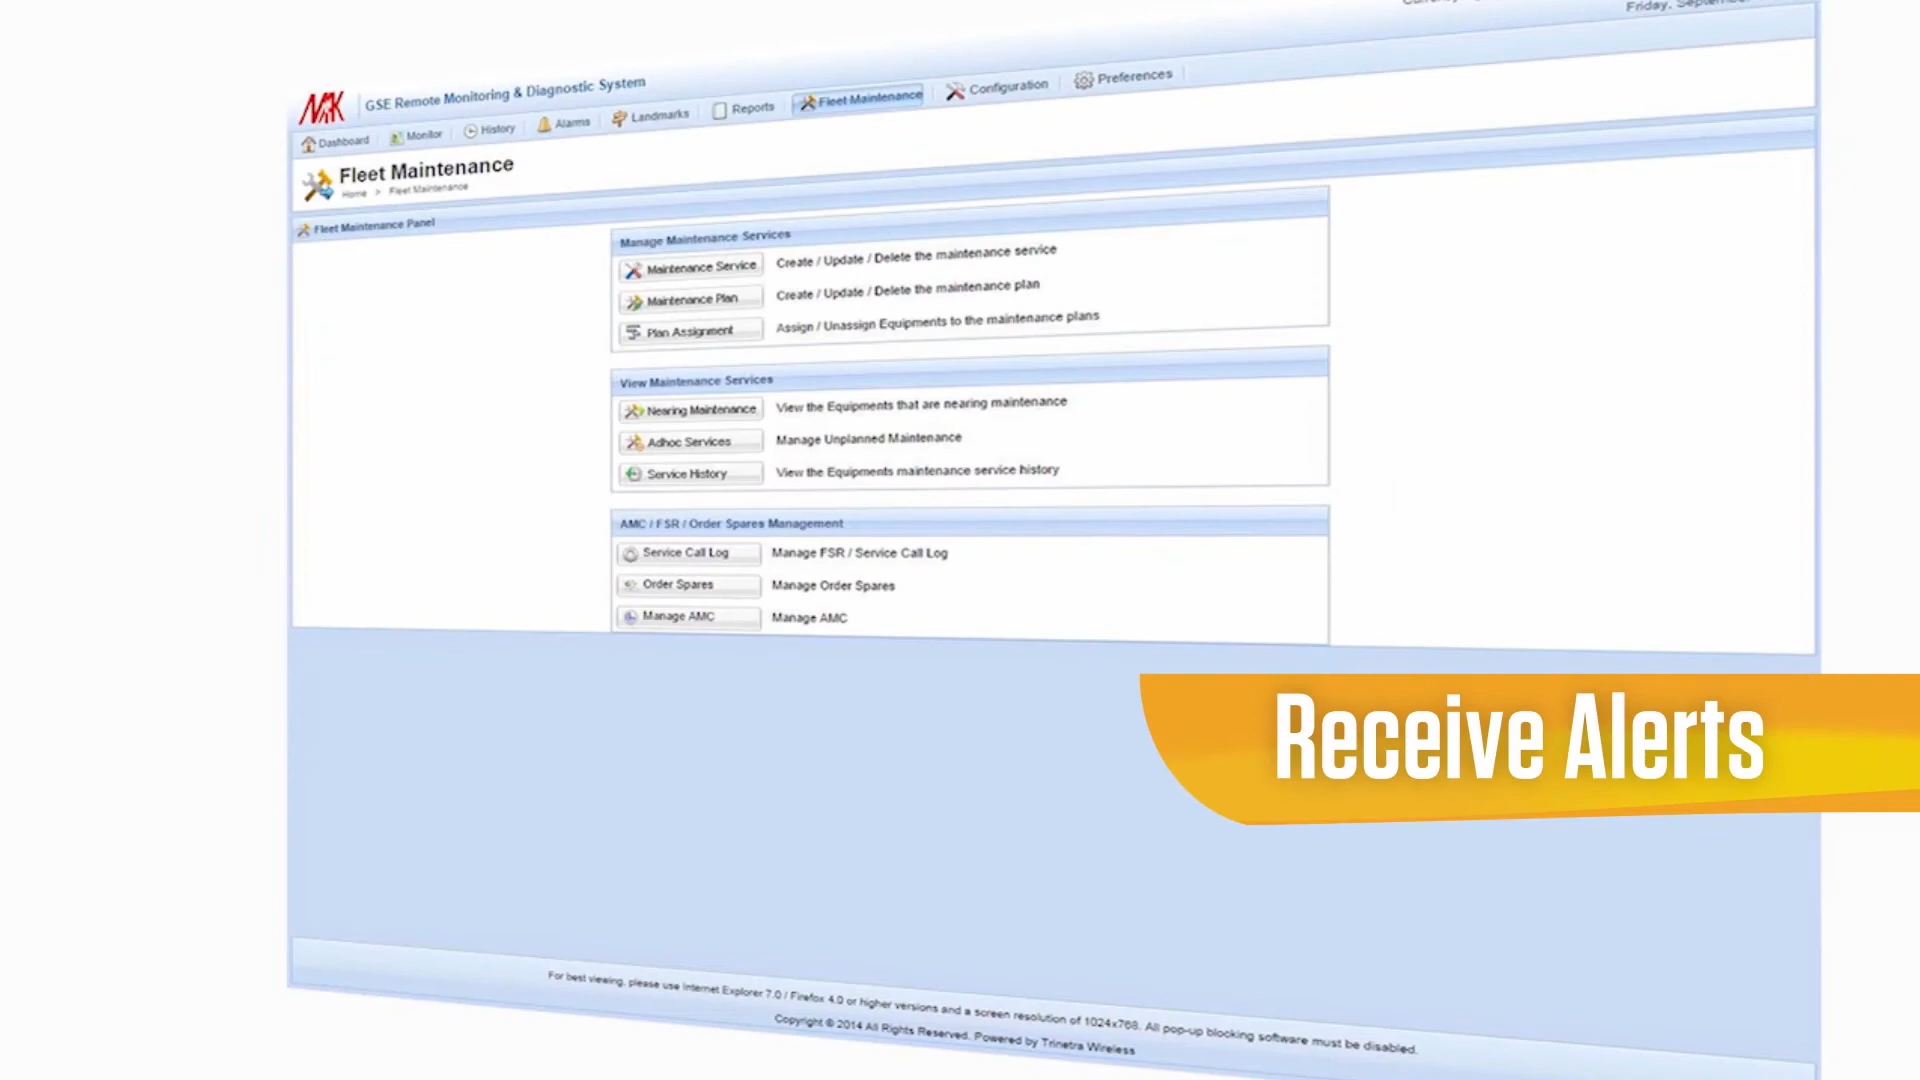 Friday,
GSE Remote Monitoring & Diagnostic System
Dashboard Monitor History Alarms Landmarks Reports Fleet Maintenance Configuration Preferences
Fleet Maintenance
Home > Fleet Maintenance
Fleet Maintenance Panel
Manage Maintenance Services
Maintenance Service Create / Update / Delete the maintenance service
Maintenance Plan Create / Update / Delete the maintenance plan
Plan Assignment Assign / Unassign Equipments to the maintenance plans
View Maintenance Services
Nearing Maintenance View the Equipments that are nearing maintenance
Adhoc Services Manage Unplanned Maintenance
Service History View the Equipments maintenance service history
AMC / FSR / Order Spares Management
Service Call Log Manage FSR / Service Call Log
Order Spares Manage Order Spares
Manage AMC Manage AMC
Receive Alerts
For best viewing, please use Internet Explorer 7.0 / Firefox 4.0 or higher versions and a screen resolution of 1024x768. All pop-up blocking software must be disabled.
Copyright © 2014 All Rights Reserved. Powered by Trinetra Wireless